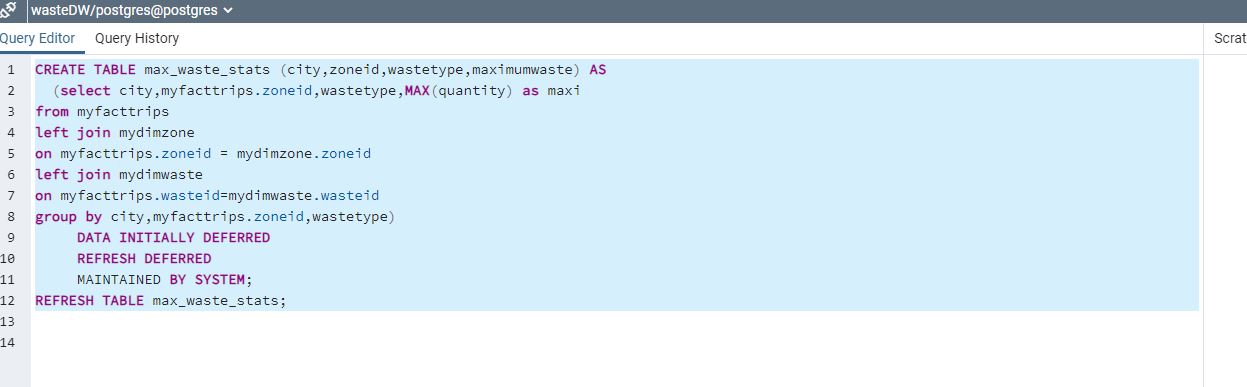 wasteDW/postgres@postgres
Query Editor Query History Scrat
1 CREATE TABLE max_waste_stats (city,zoneid,wastetype,maximumwaste) AS
2 (select city,myfacttrips.zoneid,wastetype,MAX(quantity) as maxi
3 from myfacttrips
4 left join mydimzone
5 on myfacttrips.zoneid = mydimzone.zoneid
6 left join mydimwaste
7 on myfacttrips.wasteid=mydimwaste.wasteid
8 group by city,myfacttrips.zoneid,wastetype)
9 DATA INITIALLY DEFERRED
10 REFRESH DEFERRED
11 MAINTAINED BY SYSTEM;
12 REFRESH TABLE max_waste_stats;
13
14